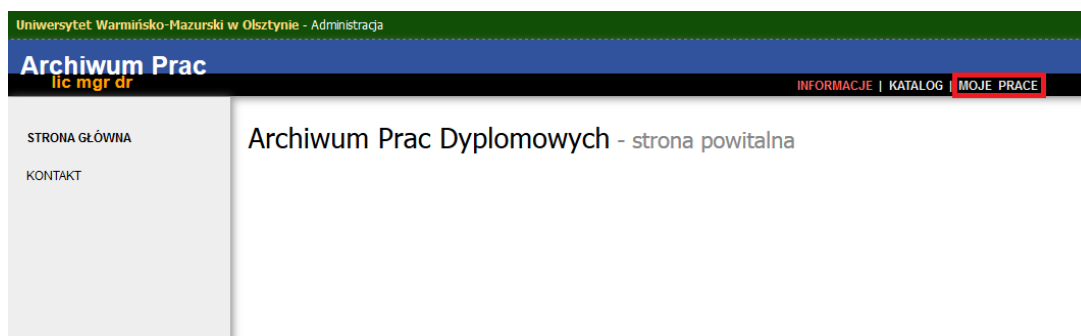 Uniwersytet Warmińsko-Mazurski w Olsztynie - Administracja
Archiwum Prac
lic mgr dr
INFORMACJE | KATALOG | MOJE PRACE
STRONA GŁÓWNA
Archiwum Prac Dyplomowych - strona powitalna
KONTAKT